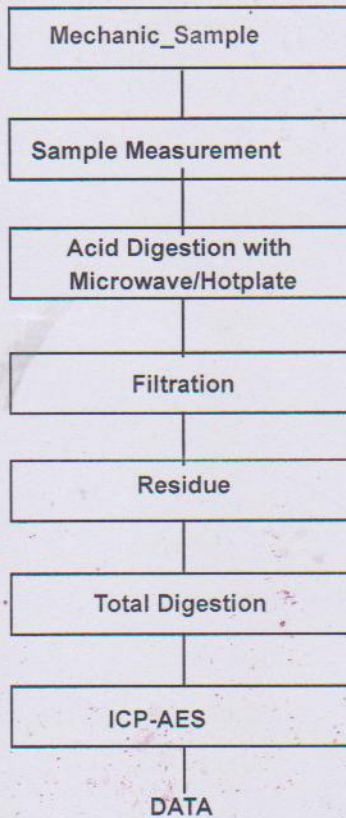 Mechanic_Sample
Sample Measurement
Acid Digestion with
Microwave/Hotplate
Filtration
Residue
Total Digestion
ICP-AES
DATA